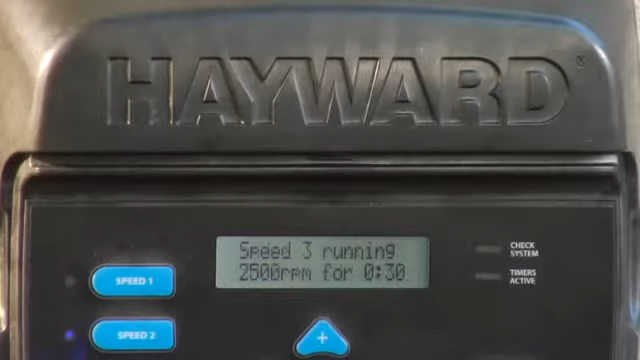 HAYWARD®
Speed 3 running
2500rpm for 0:30
CHECK
SYSTEM
TIMERS
ACTIVE
SPEED 1
SPEED 2
+